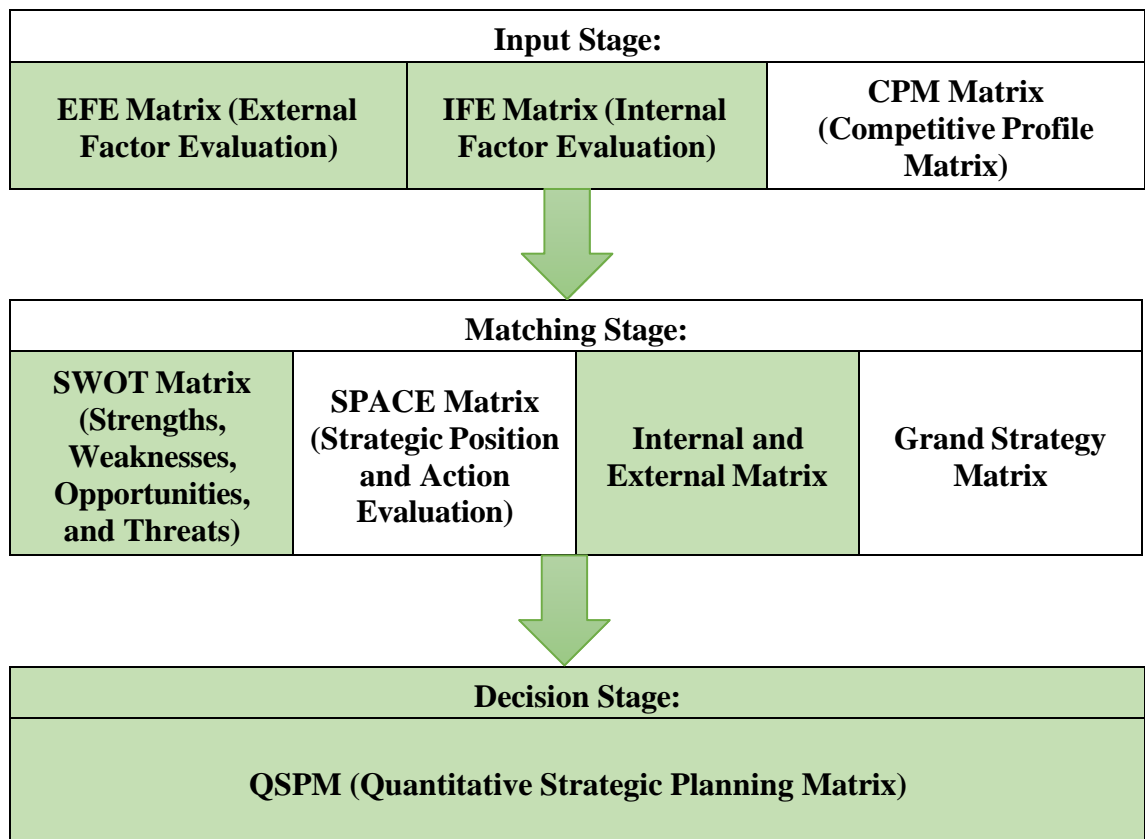 Input Stage:
EFE Matrix (External
Factor Evaluation)
IFE Matrix (Internal
Factor Evaluation)
CPM Matrix
(Competitive Profile
Matrix)
Matching Stage:
SWOT Matrix
(Strengths,
Weaknesses,
Opportunities,
and Threats)
SPACE Matrix
(Strategic Position
and Action
Evaluation)
Internal and
External Matrix
Grand Strategy
Matrix
Decision Stage:
QSPM (Quantitative Strategic Planning Matrix)